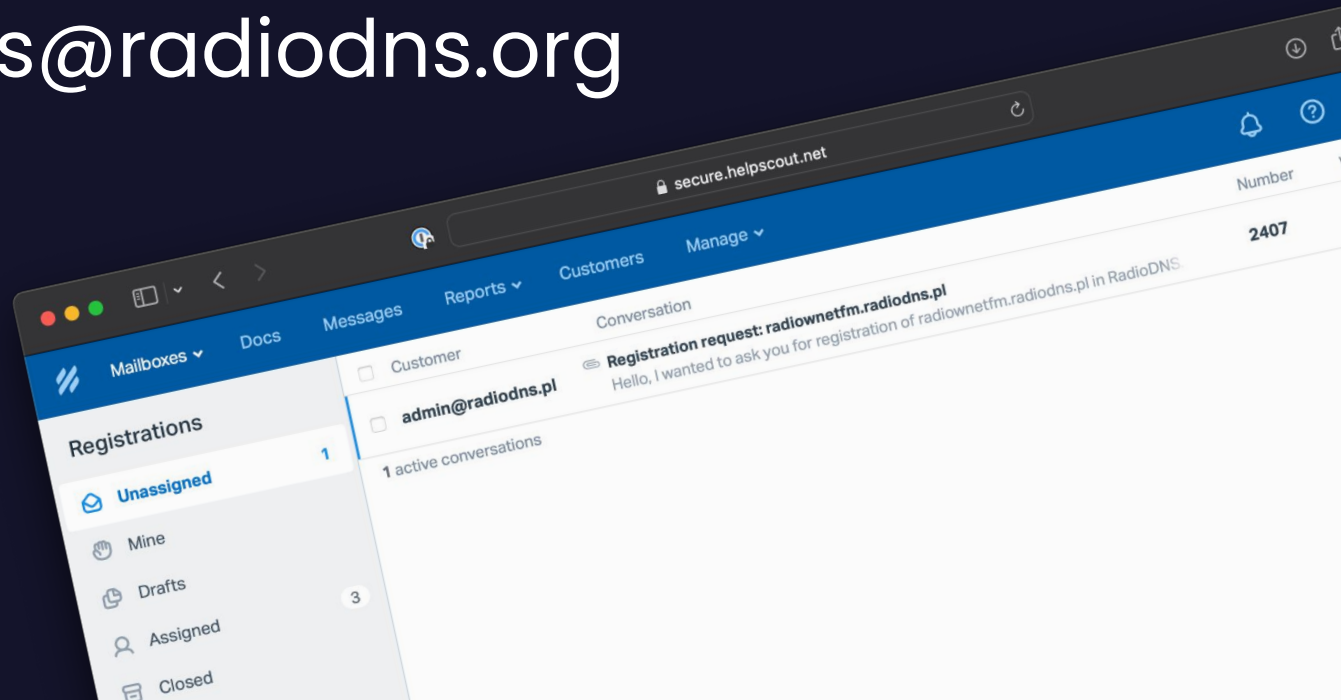 s@radiodns.org
secure.helpscout.net
Mailboxes Docs Messages Reports Customers Manage
Registrations
Unassigned 1
Mine
Drafts
Assigned 3
Closed
Customer Conversation Number
admin@radiodns.pl Registration request: radiownetfm.radiodns.pl 2407
Hello, I wanted to ask you for registration of radiownetfm.radiodns.pl in RadioDNS
1 active conversations